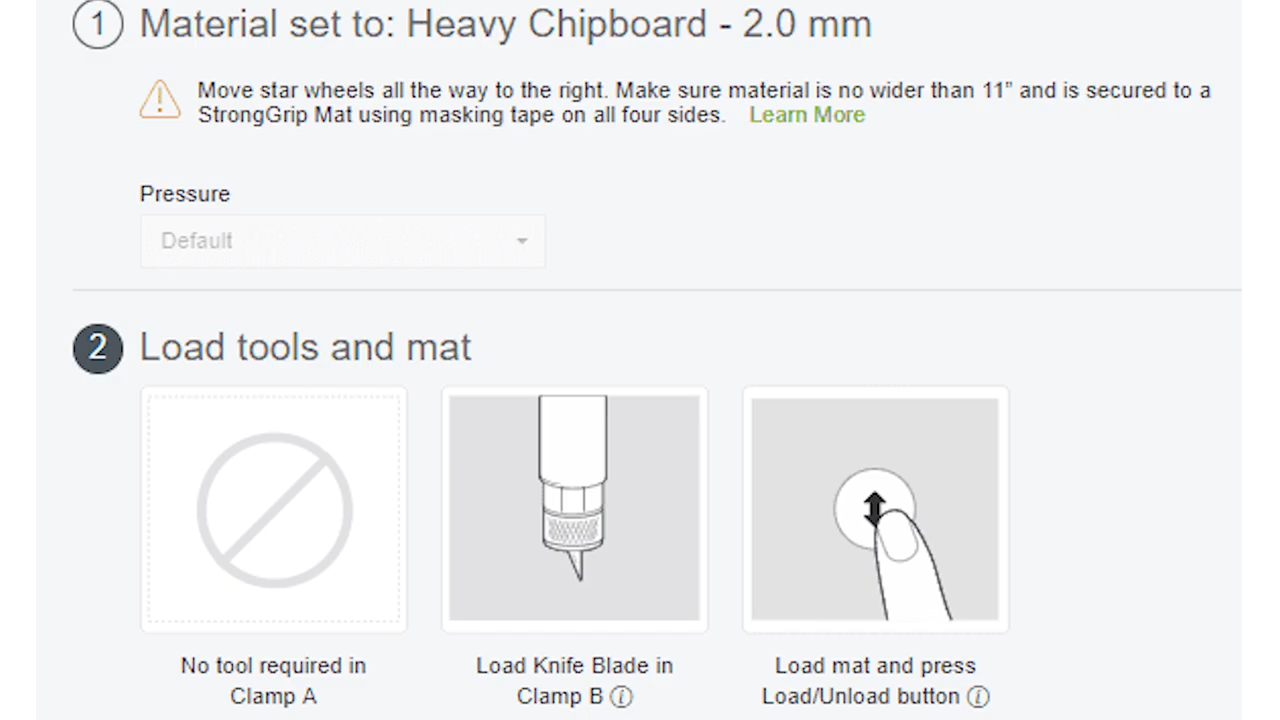 1 Material set to: Heavy Chipboard - 2.0 mm
Move star wheels all the way to the right. Make sure material is no wider than 11” and is secured to a
StrongGrip Mat using masking tape on all four sides. Learn More
Pressure
Default
2 Load tools and mat
No tool required in
Clamp A
Load Knife Blade in
Clamp B i
Load mat and press
Load/Unload button i